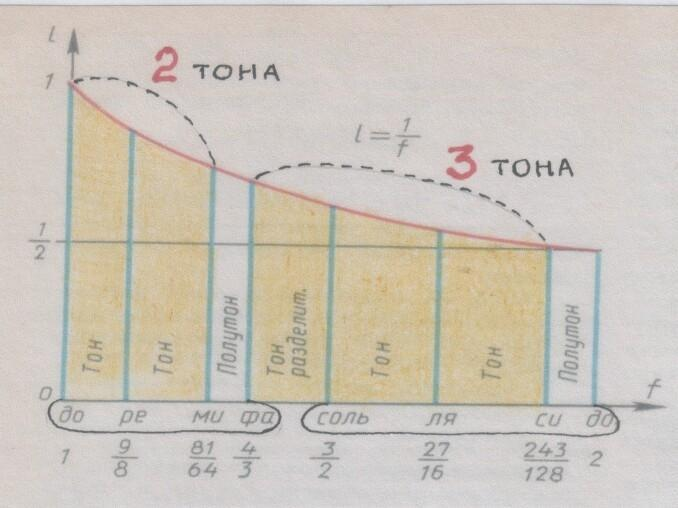 l
2 ТОНА
1
l = 1/f
3 ТОНА
1/2
Тон
Тон
Полутон
Тон разделит.
Тон
Тон
Полутон
0
f
до ре ми фа соль ля си до
1 9/8 81/64 4/3 3/2 27/16 243/128 2